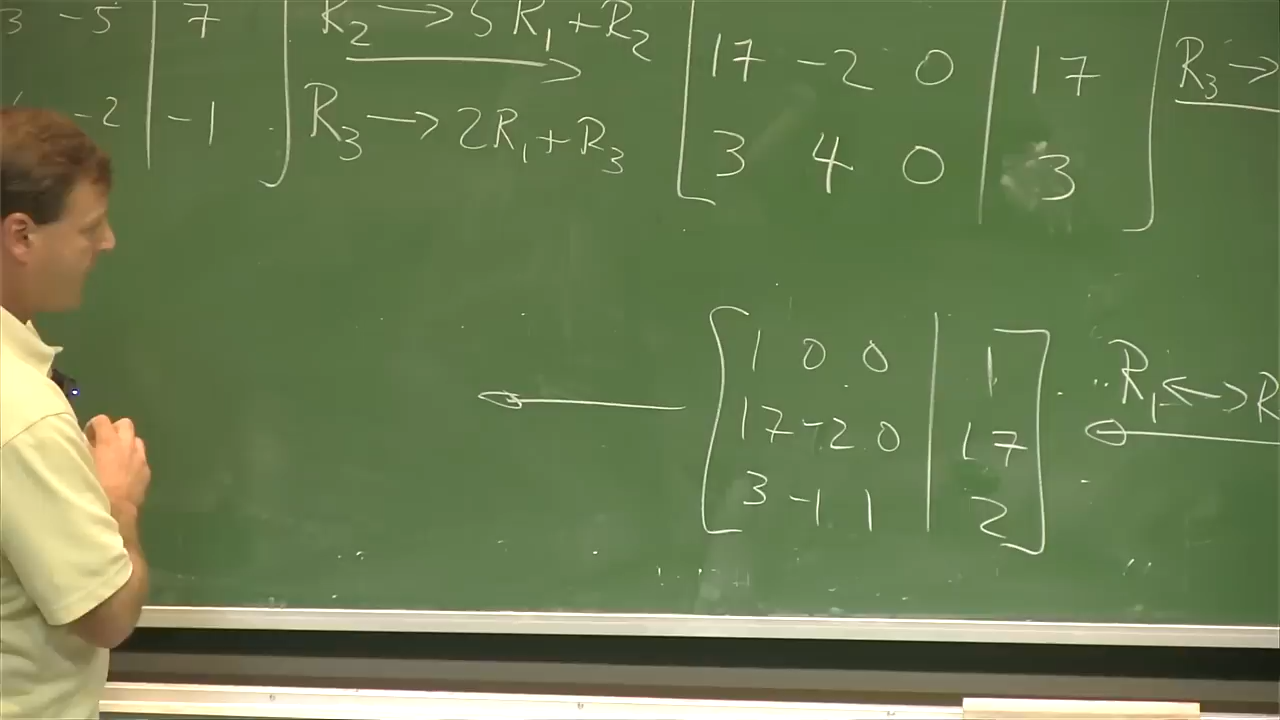 3 -5 | 7 R₂ → 5R₁ + R₂ 17 -2 0 | 17 R₃ →
-2 | -1 R₃ → 2R₁ + R₃ 3 4 0 | 3
1 0 0 | 1 R₁ ↔ R
17 -2 0 | 17
3 -1 1 | 2